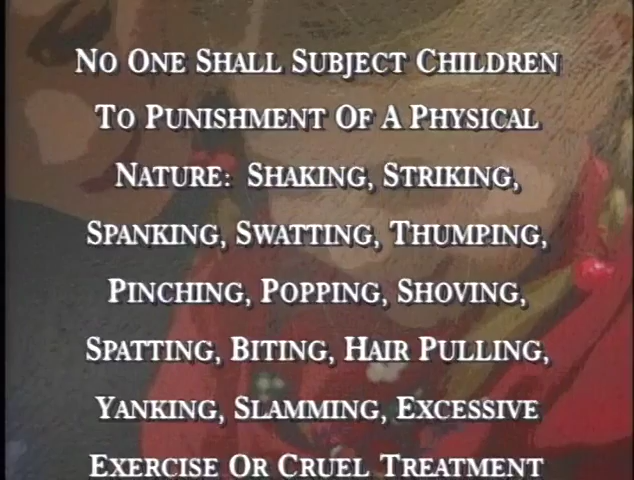 NO ONE SHALL SUBJECT CHILDREN
TO PUNISHMENT OF A PHYSICAL
NATURE: SHAKING, STRIKING,
SPANKING, SWATTING, THUMPING,
PINCHING, POPPING, SHOVING,
SPATTING, BITING, HAIR PULLING,
YANKING, SLAMMING, EXCESSIVE
EXERCISE OR CRUEL TREATMENT